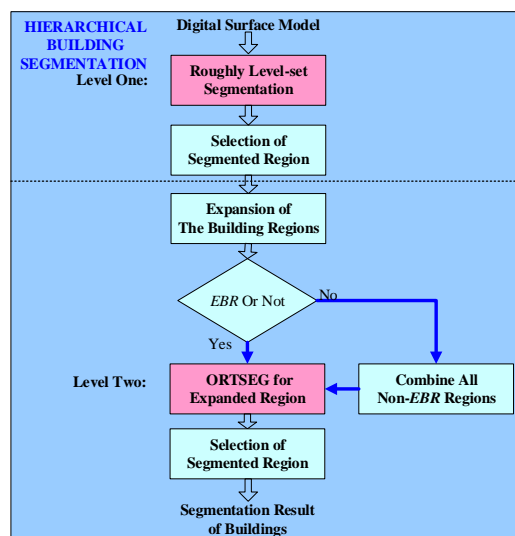 HIERARCHICAL
BUILDING
SEGMENTATION
Digital Surface Model
Level One:
Roughly Level-set
Segmentation
Selection of
Segmented Region
Expansion of
The Building Regions
EBR Or Not
No
Yes
Level Two:
ORTSEG for
Expanded Region
Combine All
Non-EBR Regions
Selection of
Segmented Region
Segmentation Result
of Buildings